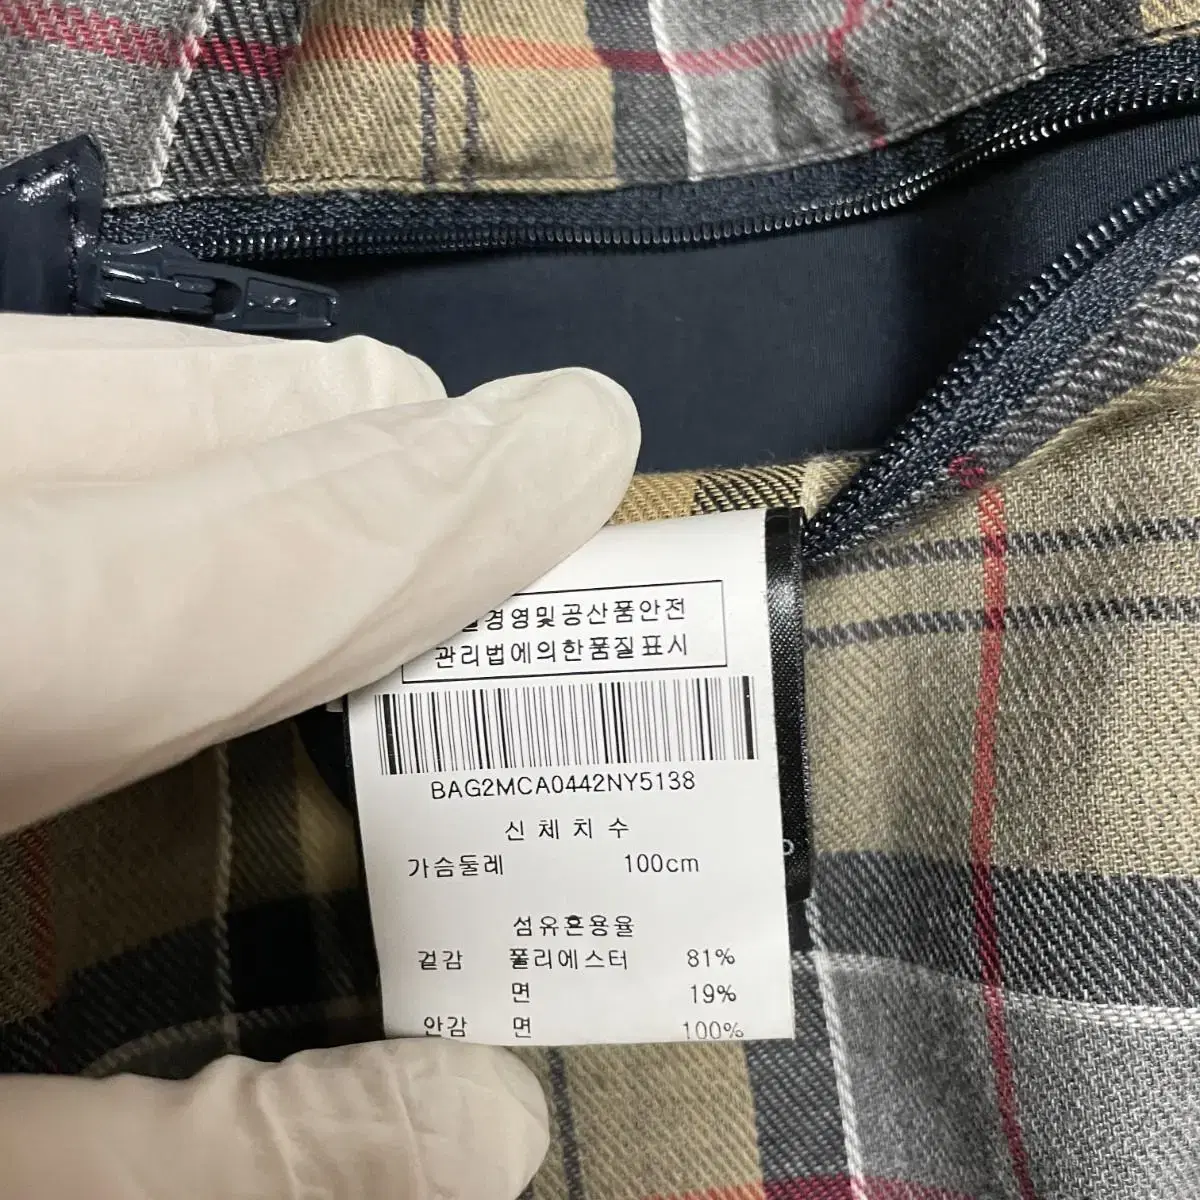 경영및공산품안전
관리법에의한품질표시
BAG2MCA0442NY5138
신체치수
가슴둘레 100cm
섬유혼용율
겉감 폴리에스터 81%
면 19%
안감 면 100%